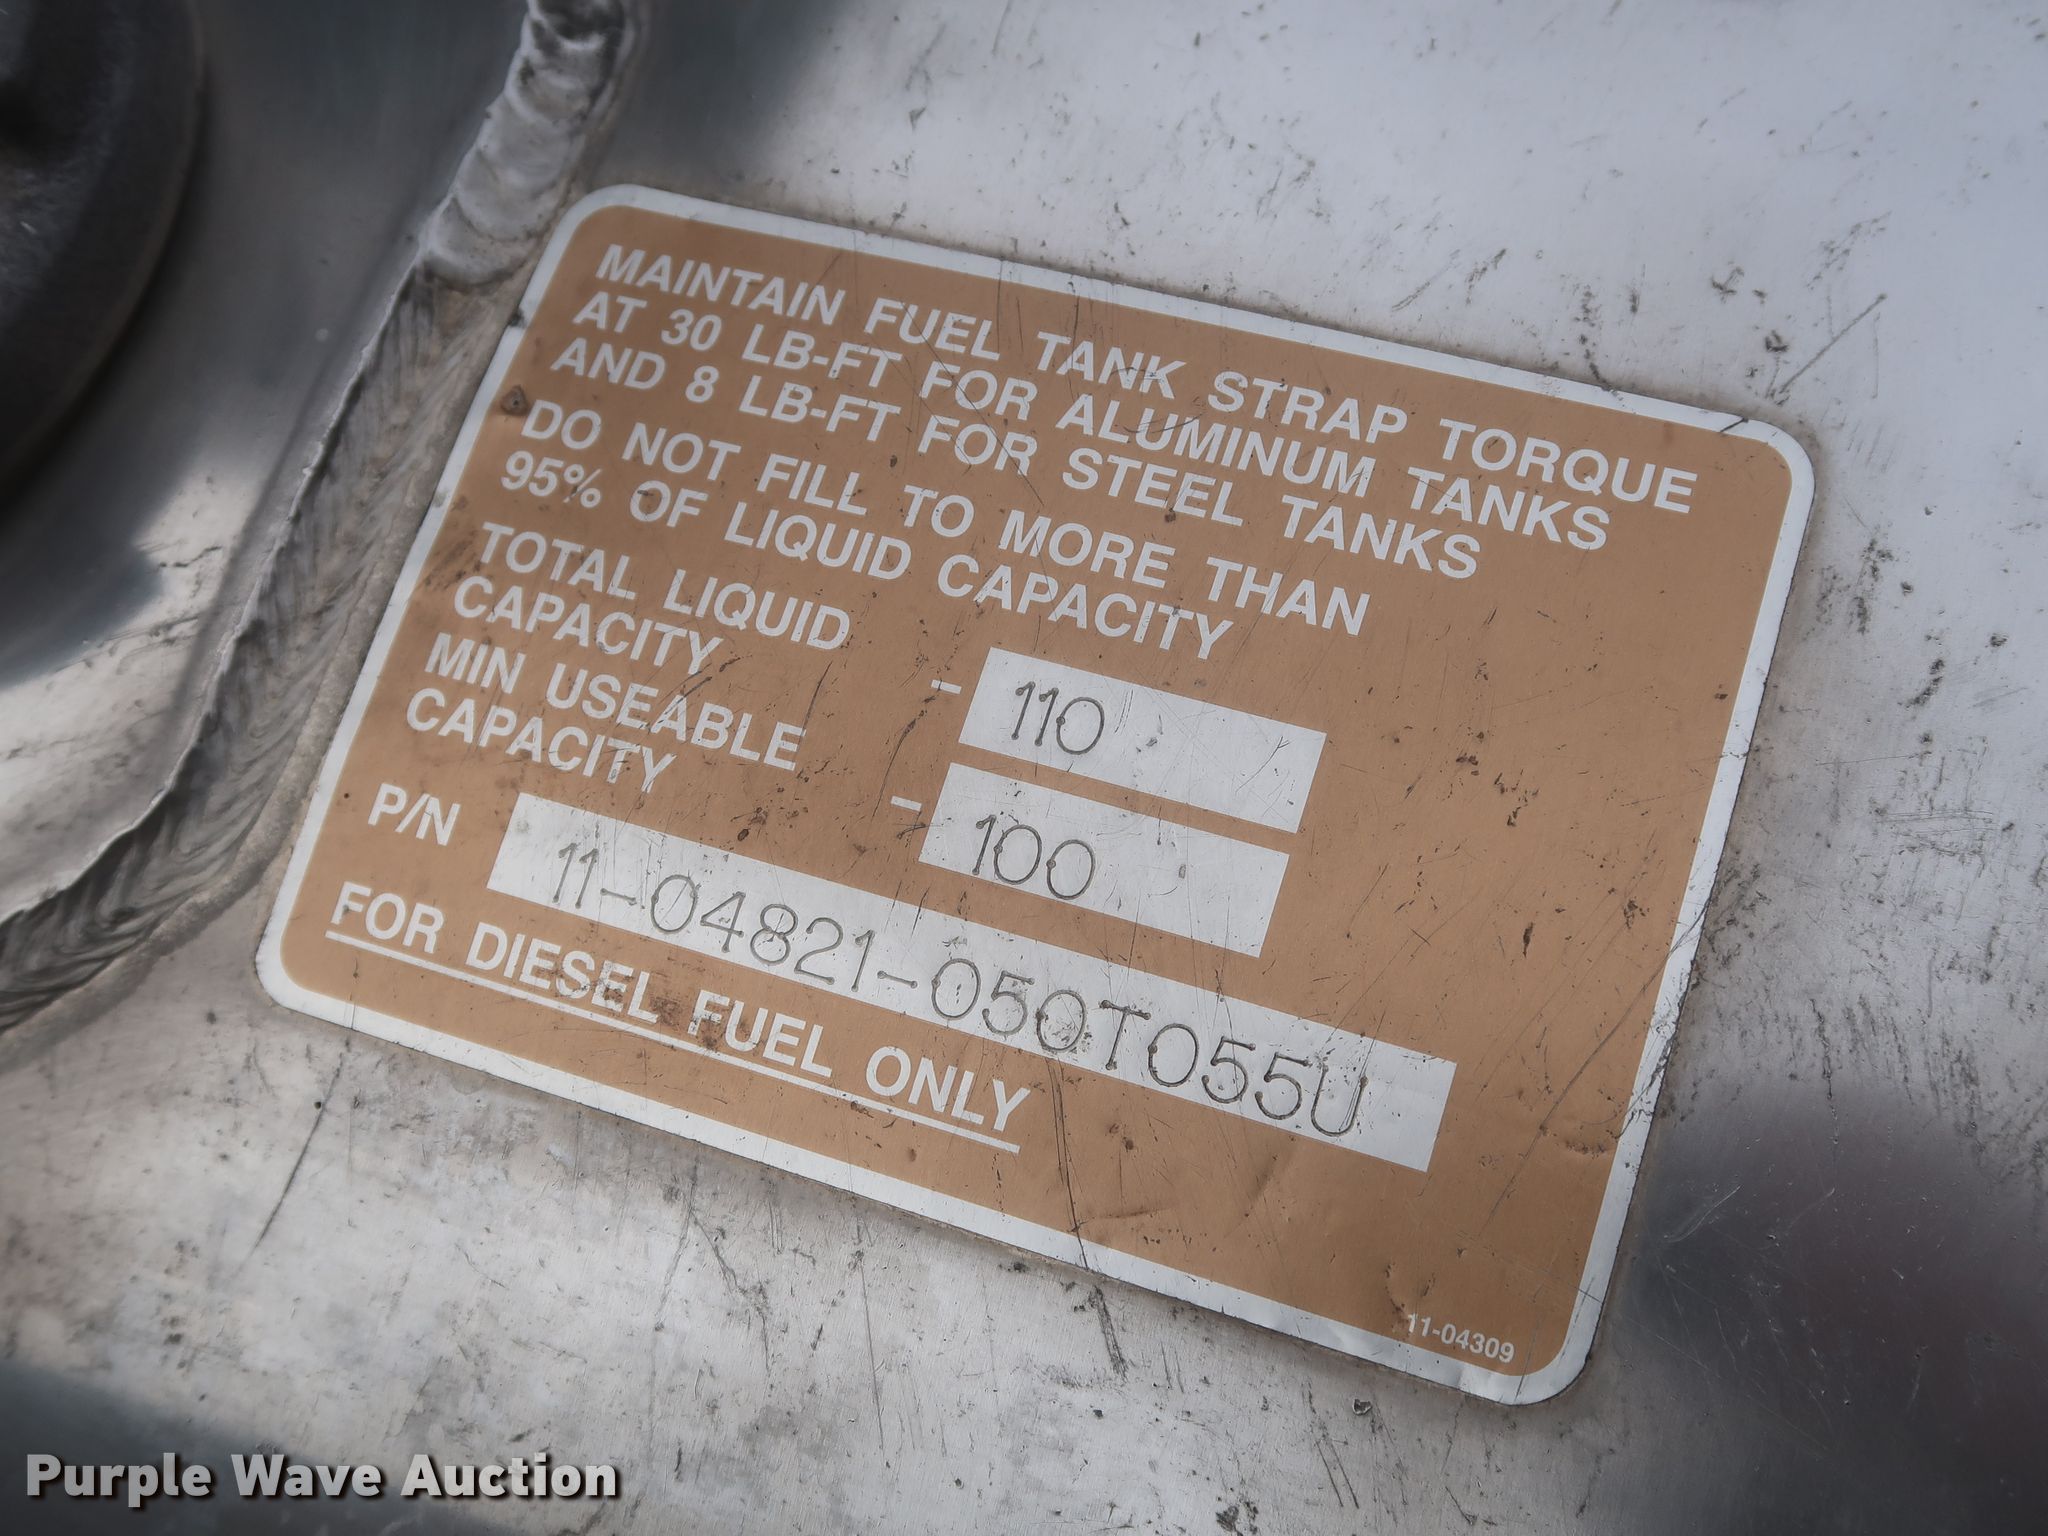 MAINTAIN FUEL TANK STRAP TORQUE
AT 30 LB-FT FOR ALUMINUM TANKS
AND 8 LB-FT FOR STEEL TANKS
DO NOT FILL TO MORE THAN
95% OF LIQUID CAPACITY
TOTAL LIQUID
CAPACITY - 110
MIN USEABLE
CAPACITY - 100
P/N 11-04821-050T055U
FOR DIESEL FUEL ONLY
11-04309
Purple Wave Auction